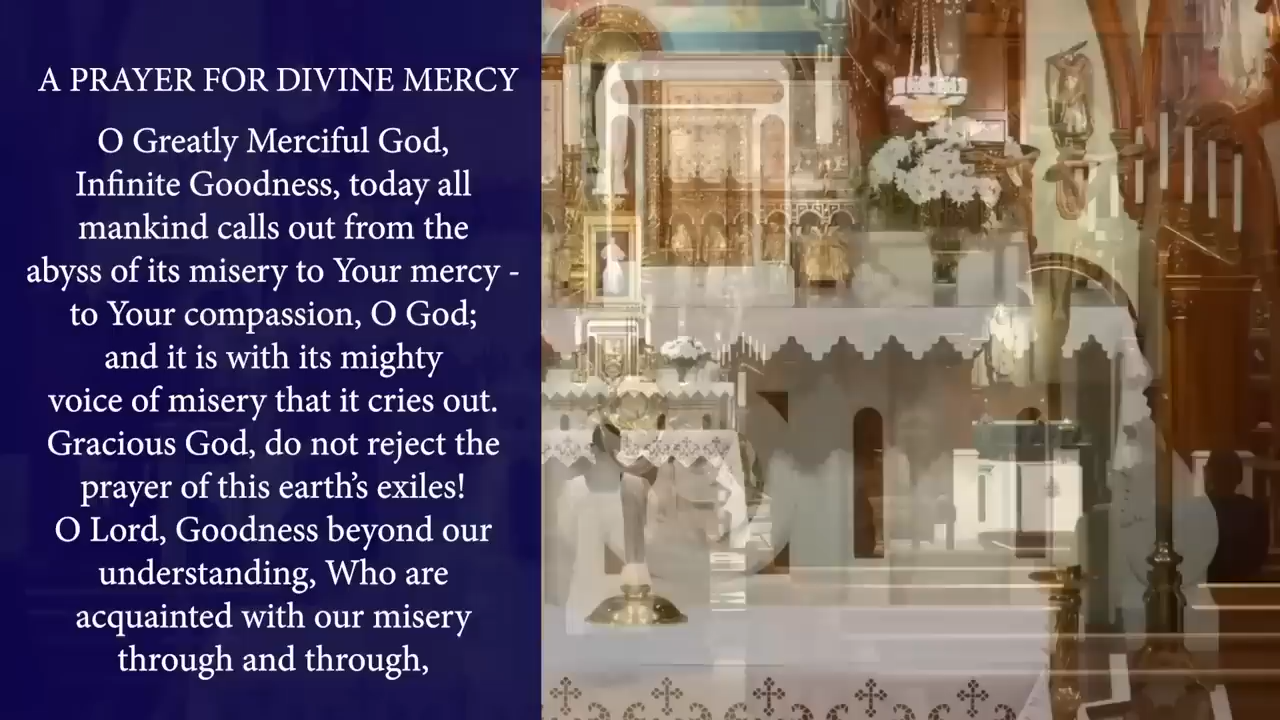 A PRAYER FOR DIVINE MERCY
O Greatly Merciful God,
Infinite Goodness, today all
mankind calls out from the
abyss of its misery to Your mercy -
to Your compassion, O God;
and it is with its mighty
voice of misery that it cries out.
Gracious God, do not reject the
prayer of this earth’s exiles!
O Lord, Goodness beyond our
understanding, Who are
acquainted with our misery
through and through,